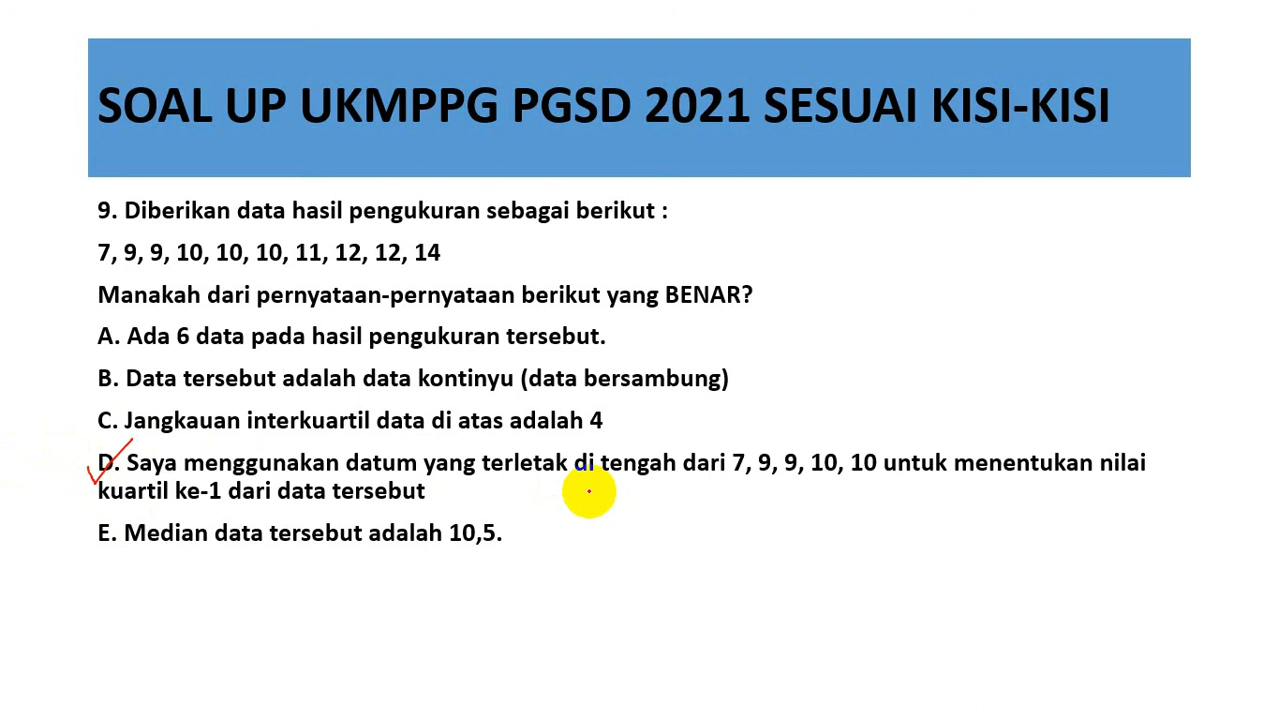 SOAL UP UKMPPG PGSD 2021 SESUAI KISI-KISI
9. Diberikan data hasil pengukuran sebagai berikut :
7, 9, 9, 10, 10, 10, 11, 12, 12, 14
Manakah dari pernyataan-pernyataan berikut yang BENAR?
A. Ada 6 data pada hasil pengukuran tersebut.
B. Data tersebut adalah data kontinyu (data bersambung)
C. Jangkauan interkuartil data di atas adalah 4
D. Saya menggunakan datum yang terletak di tengah dari 7, 9, 9, 10, 10 untuk menentukan nilai
kuartil ke-1 dari data tersebut
E. Median data tersebut adalah 10,5.